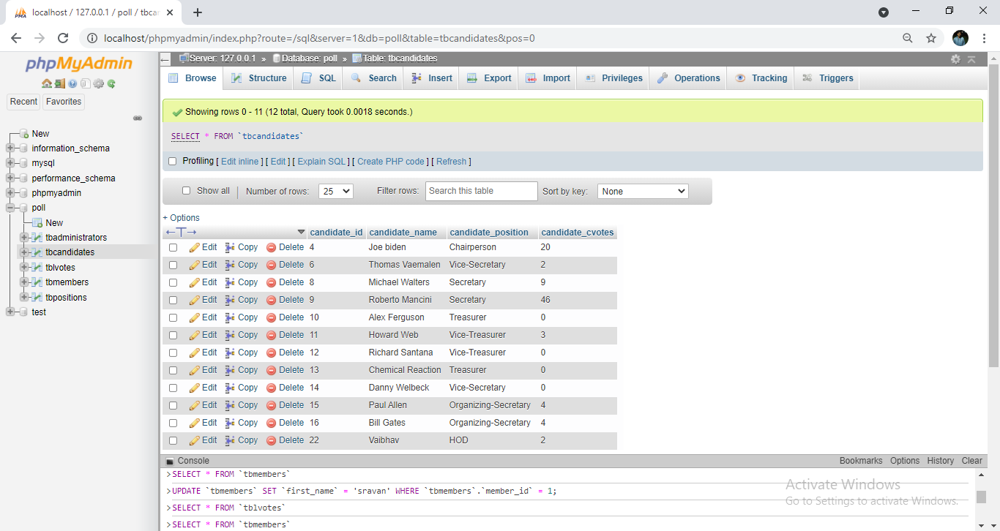 localhost / 127.0.0.1 / poll / tbcar
localhost/phpmyadmin/index.php?route=/sql&server=1&db=poll&table=tbcandidates&pos=0
phpMyAdmin
Recent Favorites
New
information_schema
mysql
performance_schema
phpmyadmin
poll
New
tbadministrators
tbcandidates
tblvotes
tbmembers
tbpositions
test
Server: 127.0.0.1 » Database: poll » Table: tbcandidates
Browse Structure SQL Search Insert Export Import Privileges Operations Tracking Triggers
Showing rows 0 - 11 (12 total, Query took 0.0018 seconds.)
SELECT * FROM `tbcandidates`
Profiling [ Edit inline ] [ Edit ] [ Explain SQL ] [ Create PHP code ] [ Refresh ]
Show all Number of rows: 25 Filter rows: Search this table Sort by key: None
+ Options
←T→ candidate_id candidate_name candidate_position candidate_cvotes
Edit Copy Delete 4 Joe biden Chairperson 20
Edit Copy Delete 6 Thomas Vaemalen Vice-Secretary 2
Edit Copy Delete 8 Michael Walters Secretary 9
Edit Copy Delete 9 Roberto Mancini Secretary 46
Edit Copy Delete 10 Alex Ferguson Treasurer 0
Edit Copy Delete 11 Howard Web Vice-Treasurer 3
Edit Copy Delete 12 Richard Santana Vice-Treasurer 0
Edit Copy Delete 13 Chemical Reaction Treasurer 0
Edit Copy Delete 14 Danny Welbeck Vice-Secretary 0
Edit Copy Delete 15 Paul Allen Organizing-Secretary 4
Edit Copy Delete 16 Bill Gates Organizing-Secretary 4
Edit Copy Delete 22 Vaibhav HOD 2
Console Bookmarks Options History Clear
>SELECT * FROM `tbmembers`
>UPDATE `tbmembers` SET `first_name` = 'sravan' WHERE `tbmembers`.`member_id` = 1;
>SELECT * FROM `tblvotes`
>SELECT * FROM `tbmembers`
Activate Windows
Go to Settings to activate Windows.